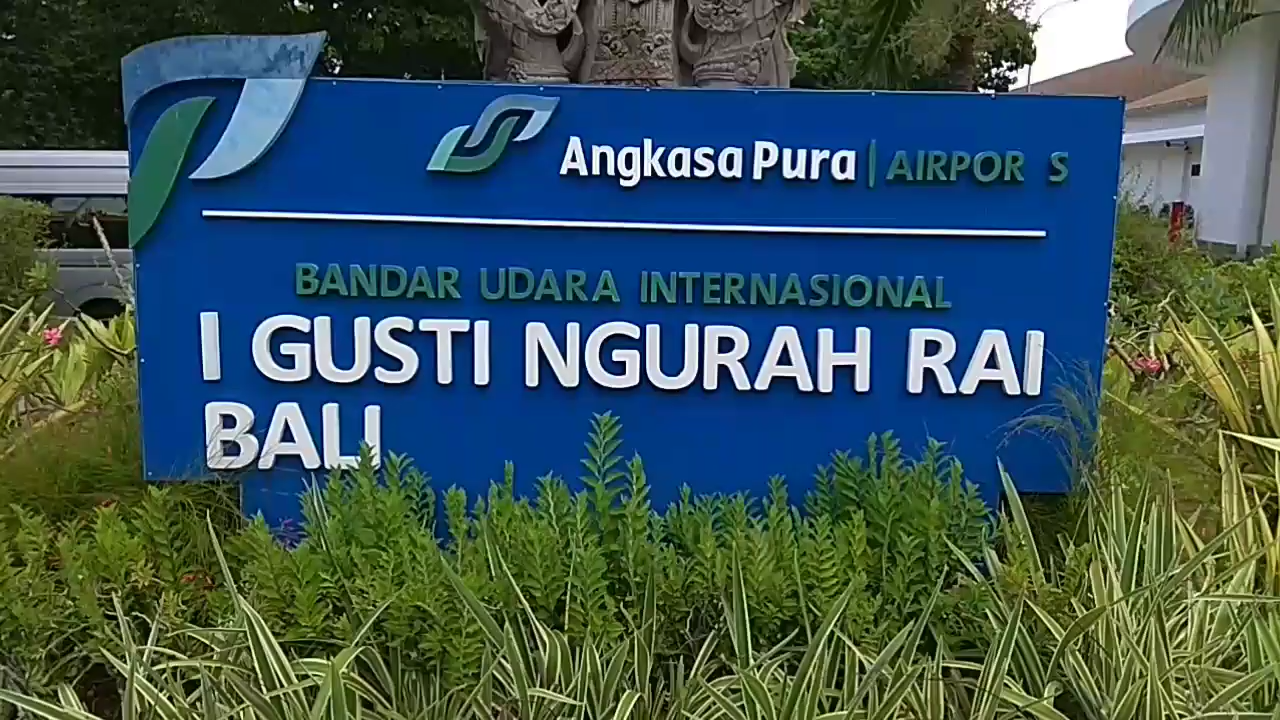 Angkasa Pura | AIRPOR S
BANDAR UDARA INTERNASIONAL
I GUSTI NGURAH RAI
BALI